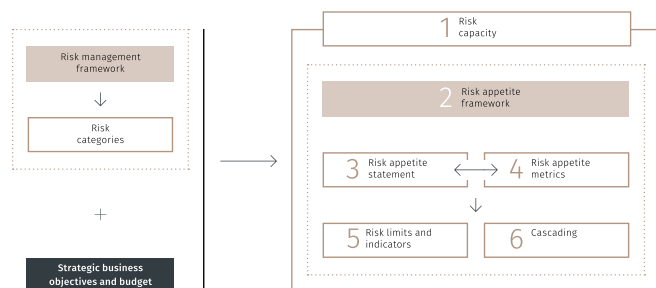 Risk management
framework
Risk
categories
+
Strategic business
objectives and budget
1 Risk
capacity
2 Risk appetite
framework
3 Risk appetite
statement
4 Risk appetite
metrics
5 Risk limits and
indicators
6 Cascading